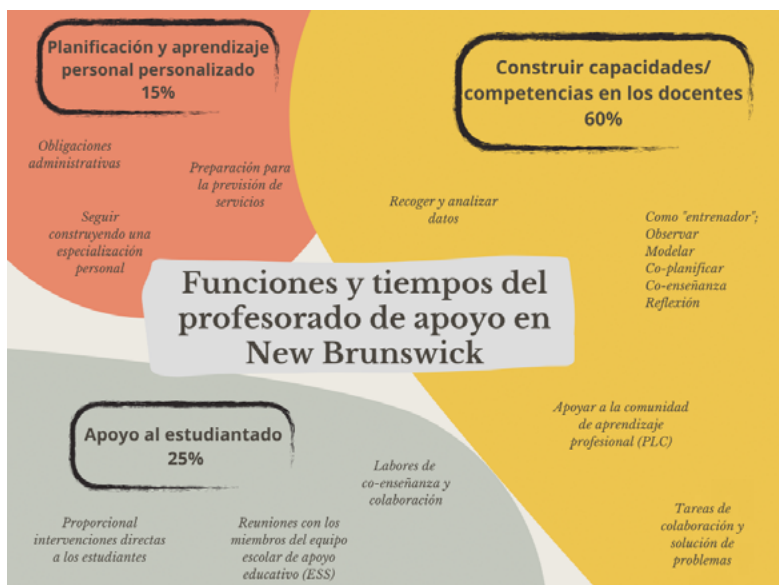 Planificación y aprendizaje
personal personalizado
15%
Obligaciones
administrativas
Preparación para
la previsión de
servicios
Seguir
construyendo una
especialización
personal
Construir capacidades/
competencias en los docentes
60%
Recoger y analizar
datos
Como "entrenador";
Observar
Modelar
Co-planificar
Co-enseñanza
Reflexión
Funciones y tiempos del
profesorado de apoyo en
New Brunswick
Apoyar a la comunidad
de aprendizaje
profesional (PLC)
Tareas de
colaboración y
solución de
problemas
Apoyo al estudiantado
25%
Labores de
co-enseñanza y
colaboración
Proporcional
intervenciones directas
a los estudiantes
Reuniones con los
miembros del equipo
escolar de apoyo
educativo (ESS)